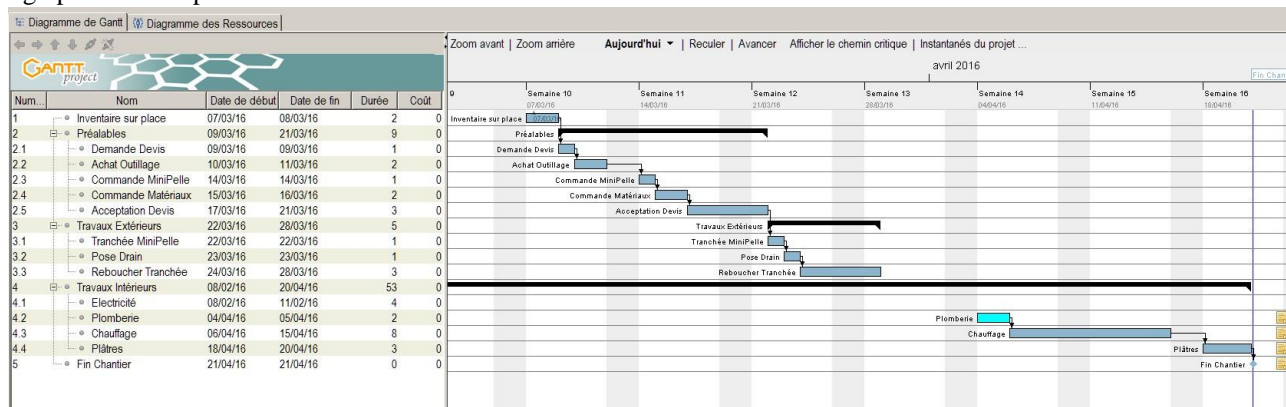 Diagramme de Gantt Diagramme des Ressources
Zoom avant | Zoom arrière Aujourd'hui | Reculer | Avancer Afficher le chemin critique | Instantanés du projet ...
GANTT project
avril 2016
Fin Chan
Num... Nom Date de début Date de fin Durée Coût
9 Semaine 10 Semaine 11 Semaine 12 Semaine 13 Semaine 14 Semaine 15 Semaine 16
07/03/16 14/03/16 21/03/16 28/03/16 04/04/16 11/04/16 18/04/16
1 Inventaire sur place 07/03/16 08/03/16 2 0 Inventaire sur place
2 Préalables 09/03/16 21/03/16 9 0 Préalables
2.1 Demande Devis 09/03/16 09/03/16 1 0 Demande Devis
2.2 Achat Outillage 10/03/16 11/03/16 2 0 Achat Outillage
2.3 Commande MiniPelle 14/03/16 14/03/16 1 0 Commande MiniPelle
2.4 Commande Matériaux 15/03/16 16/03/16 2 0 Commande Matériaux
2.5 Acceptation Devis 17/03/16 21/03/16 3 0 Acceptation Devis
3 Travaux Extérieurs 22/03/16 28/03/16 5 0 Travaux Extérieurs
3.1 Tranchée MiniPelle 22/03/16 22/03/16 1 0 Tranchée MiniPelle
3.2 Pose Drain 23/03/16 23/03/16 1 0 Pose Drain
3.3 Reboucher Tranchée 24/03/16 28/03/16 3 0 Reboucher Tranchée
4 Travaux Intérieurs 08/02/16 20/04/16 53 0
4.1 Electricité 08/02/16 11/02/16 4 0
4.2 Plomberie 04/04/16 05/04/16 2 0 Plomberie
4.3 Chauffage 06/04/16 15/04/16 8 0 Chauffage
4.4 Plâtres 18/04/16 20/04/16 3 0 Plâtres
5 Fin Chantier 21/04/16 21/04/16 0 0 Fin Chantier